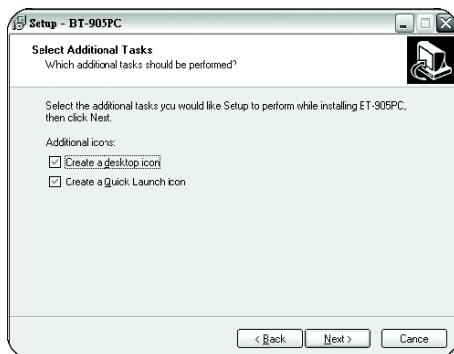 Setup - BT-905PC
Select Additional Tasks
Which additional tasks should be performed?
Select the additional tasks you would like Setup to perform while installing ET-905PC,
then click Next.
Additional icons:
Create a desktop icon
Create a Quick Launch icon
< Back
Next >
Cance